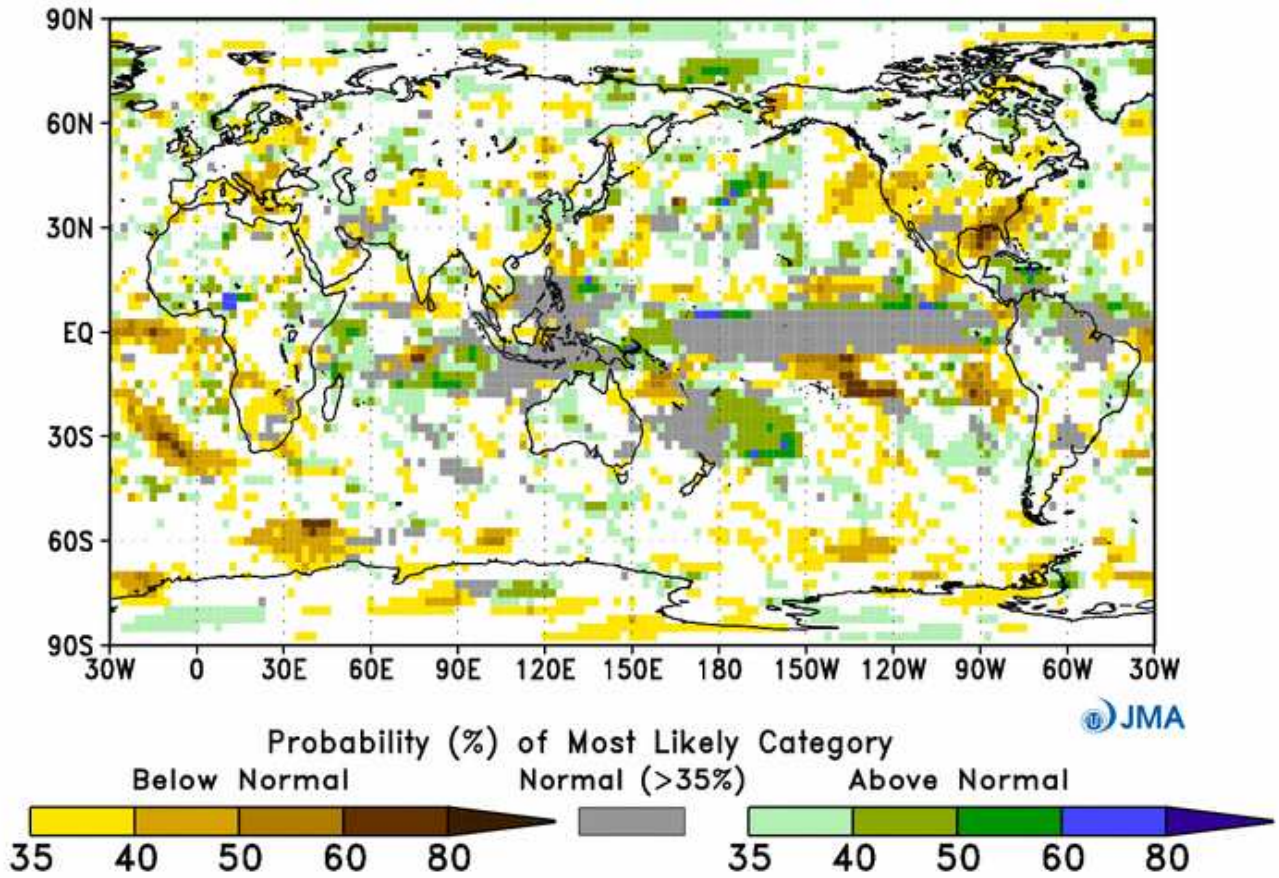 90N
60N
30N
EQ
30S
60S
90S
30W 0 30E 60E 90E 120E 150E 180 150W 120W 90W 60W 30W
JMA
Probability (%) of Most Likely Category
Below Normal Normal (>35%) Above Normal
35 40 50 60 80 35 40 50 60 80